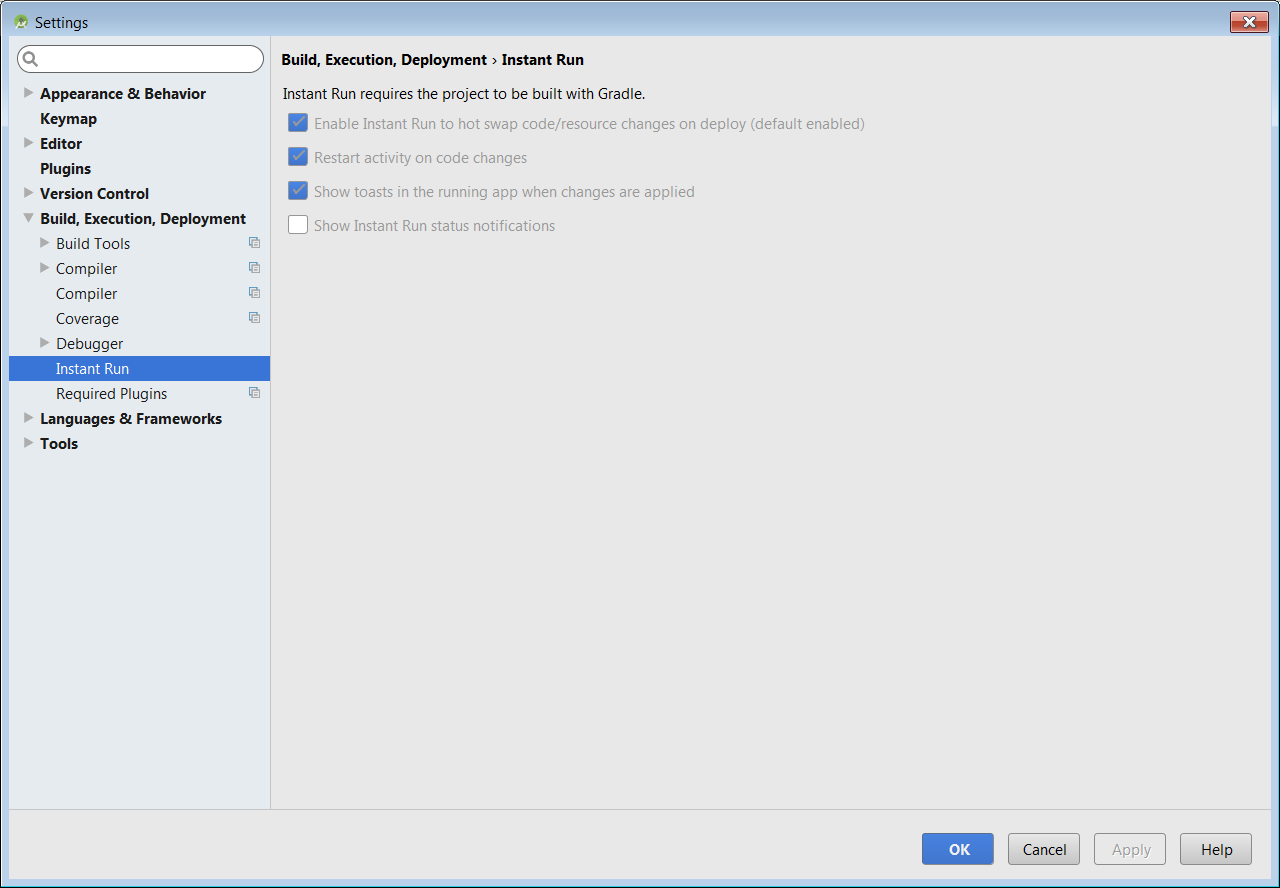 Settings
Appearance & Behavior
Keymap
Editor
Plugins
Version Control
Build, Execution, Deployment
Build Tools
Compiler
Compiler
Coverage
Debugger
Instant Run
Required Plugins
Languages & Frameworks
Tools
Build, Execution, Deployment › Instant Run
Instant Run requires the project to be built with Gradle.
Enable Instant Run to hot swap code/resource changes on deploy (default enabled)
Restart activity on code changes
Show toasts in the running app when changes are applied
Show Instant Run status notifications
OK Cancel Apply Help